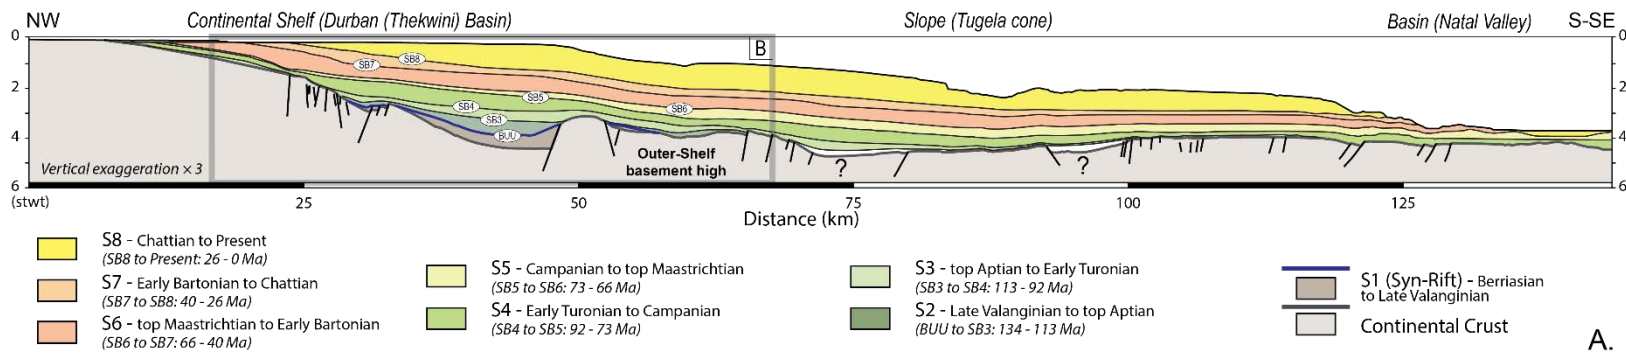 NW
Continental Shelf (Durban (Thekwini) Basin)
Slope (Tugela cone)
Basin (Natal Valley)
S-SE
0
0
B
SB8
SB7
2
2
SB5
SB4
SB6
SB3
4
BUU
4
Outer-Shelf
basement high
Vertical exaggeration × 3
?
?
6
6
(stwt)
25
50
75
100
125
Distance (km)
S8 - Chattian to Present
(SB8 to Present: 26 - 0 Ma)
S7 - Early Bartonian to Chattian
(SB7 to SB8: 40 - 26 Ma)
S6 - top Maastrichtian to Early Bartonian
(SB6 to SB7: 66 - 40 Ma)
S5 - Campanian to top Maastrichtian
(SB5 to SB6: 73 - 66 Ma)
S4 - Early Turonian to Campanian
(SB4 to SB5: 92 - 73 Ma)
S3 - top Aptian to Early Turonian
(SB3 to SB4: 113 - 92 Ma)
S2 - Late Valanginian to top Aptian
(BUU to SB3: 134 - 113 Ma)
S1 (Syn-Rift) - Berriasian
to Late Valanginian
Continental Crust
A.